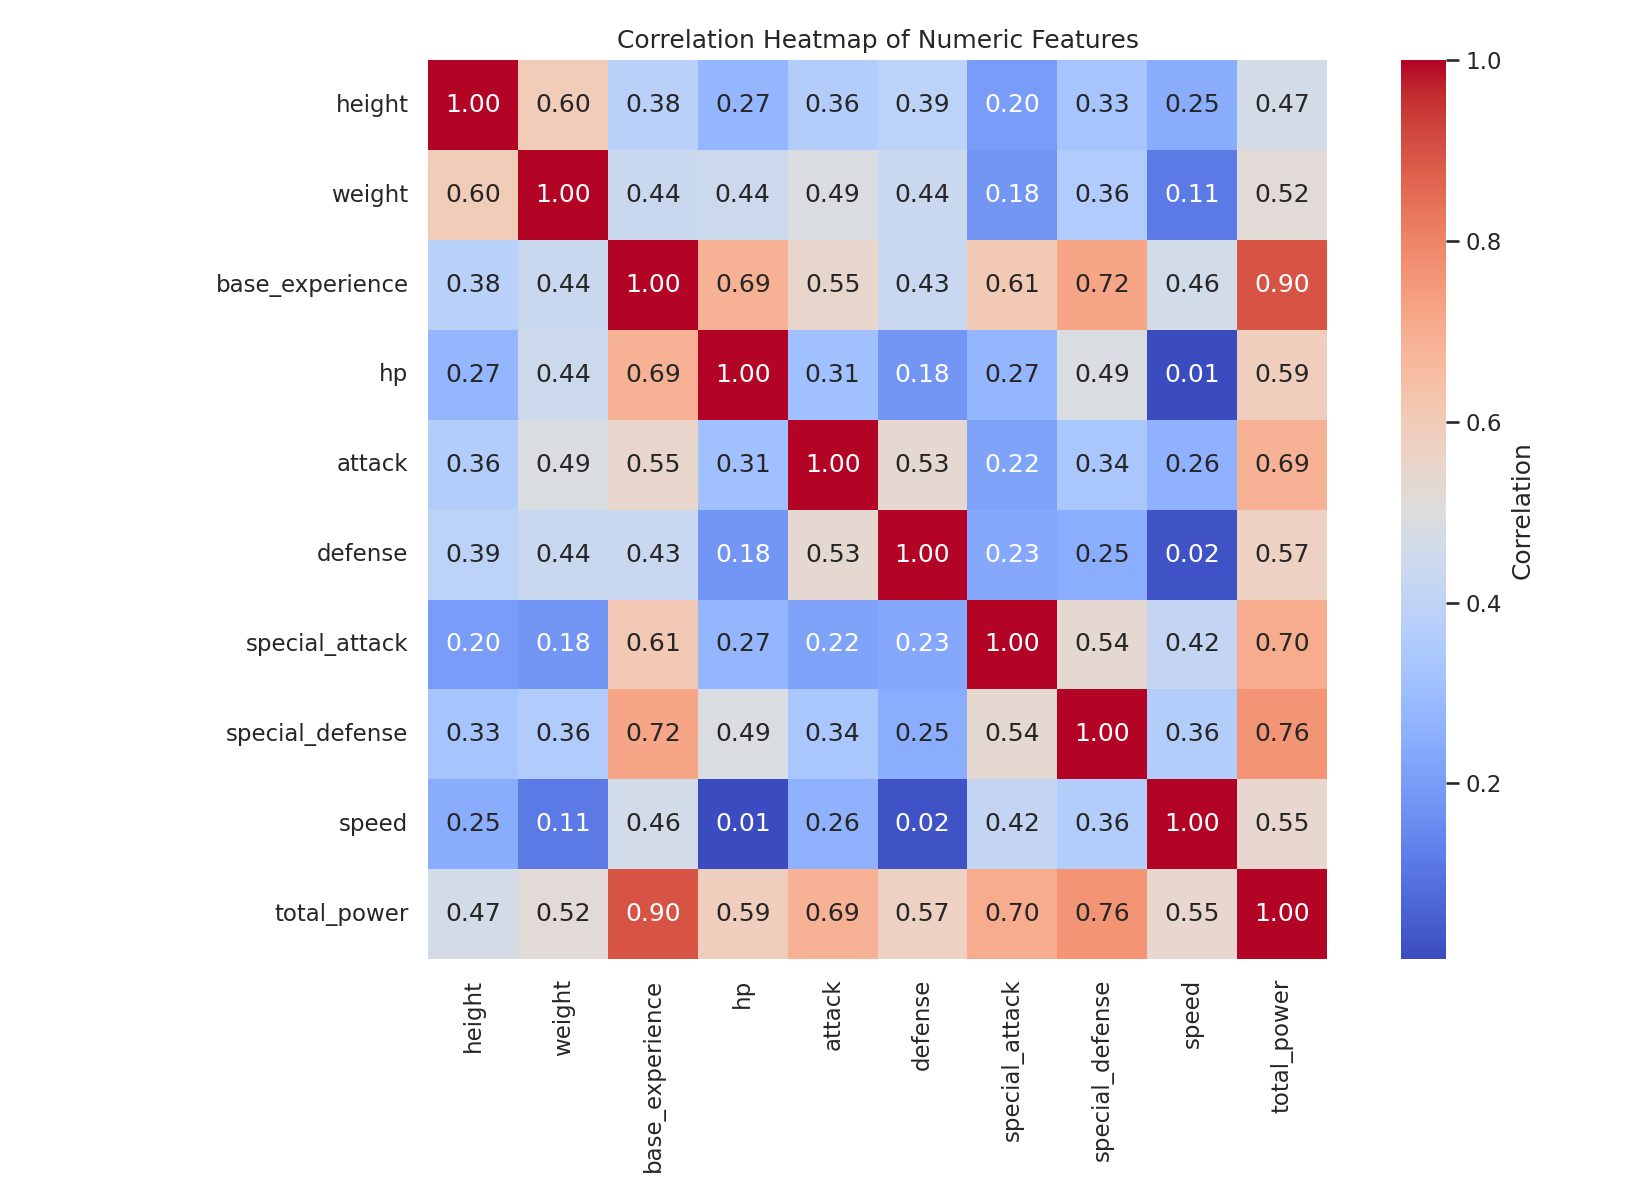 Correlation Heatmap of Numeric Features
height 1.00 0.60 0.38 0.27 0.36 0.39 0.20 0.33 0.25 0.47
weight 0.60 1.00 0.44 0.44 0.49 0.44 0.18 0.36 0.11 0.52
base_experience 0.38 0.44 1.00 0.69 0.55 0.43 0.61 0.72 0.46 0.90
hp 0.27 0.44 0.69 1.00 0.31 0.18 0.27 0.49 0.01 0.59
attack 0.36 0.49 0.55 0.31 1.00 0.53 0.22 0.34 0.26 0.69
defense 0.39 0.44 0.43 0.18 0.53 1.00 0.23 0.25 0.02 0.57
special_attack 0.20 0.18 0.61 0.27 0.22 0.23 1.00 0.54 0.42 0.70
special_defense 0.33 0.36 0.72 0.49 0.34 0.25 0.54 1.00 0.36 0.76
speed 0.25 0.11 0.46 0.01 0.26 0.02 0.42 0.36 1.00 0.55
total_power 0.47 0.52 0.90 0.59 0.69 0.57 0.70 0.76 0.55 1.00
height
weight
base_experience
hp
attack
defense
special_attack
special_defense
speed
total_power
1.0
0.8
0.6
0.4
0.2
Correlation